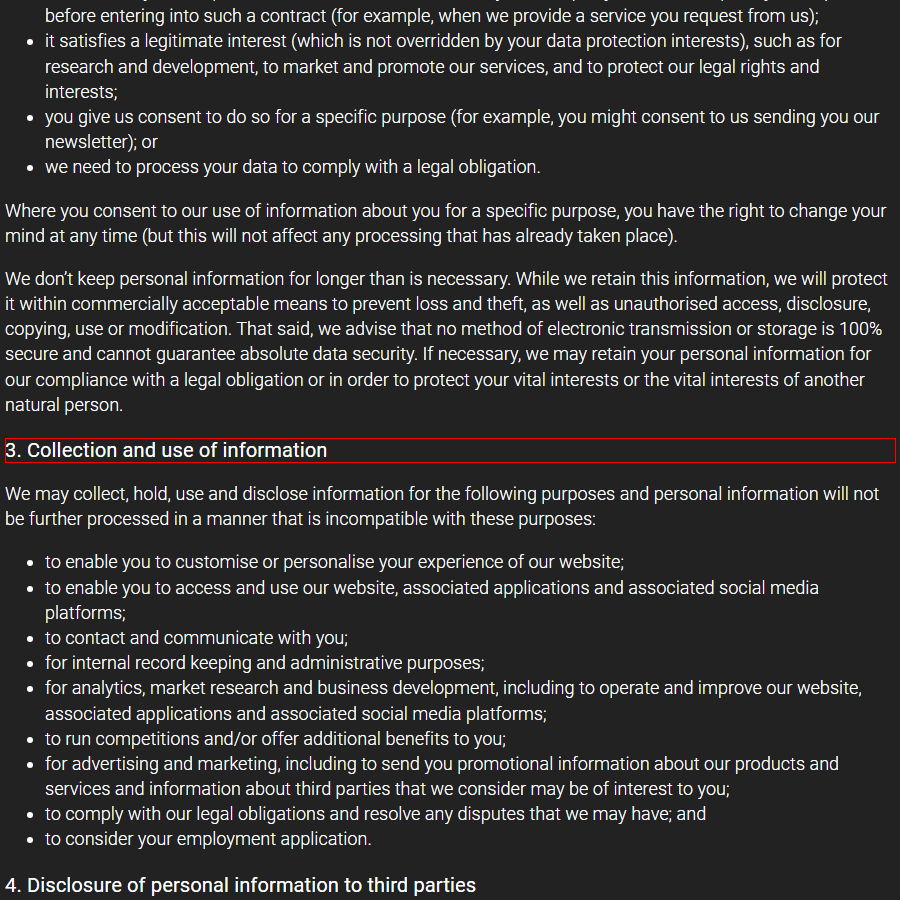 before entering into such a contract (for example, when we provide a service you request from us);
it satisfies a legitimate interest (which is not overridden by your data protection interests), such as for
research and development, to market and promote our services, and to protect our legal rights and
interests;
you give us consent to do so for a specific purpose (for example, you might consent to us sending you our
newsletter); or
we need to process your data to comply with a legal obligation.
Where you consent to our use of information about you for a specific purpose, you have the right to change your
mind at any time (but this will not affect any processing that has already taken place).
We don't keep personal information for longer than is necessary. While we retain this information, we will protect
it within commercially acceptable means to prevent loss and theft, as well as unauthorised access, disclosure,
copying, use or modification. That said, we advise that no method of electronic transmission or storage is 100%
secure and cannot guarantee absolute data security. If necessary, we may retain your personal information for
our compliance with a legal obligation or in order to protect your vital interests or the vital interests of another
natural person.
3. Collection and use of information
We may collect, hold, use and disclose information for the following purposes and personal information will not
be further processed in a manner that is incompatible with these purposes:
to enable you to customise or personalise your experience of our website;
to enable you to access and use our website, associated applications and associated social media
platforms;
to contact and communicate with you;
for internal record keeping and administrative purposes;
for analytics, market research and business development, including to operate and improve our website,
associated applications and associated social media platforms;
to run competitions and/or offer additional benefits to you;
for advertising and marketing, including to send you promotional information about our products and
services and information about third parties that we consider may be of interest to you;
to comply with our legal obligations and resolve any disputes that we may have; and
to consider your employment application.
4. Disclosure of personal information to third parties